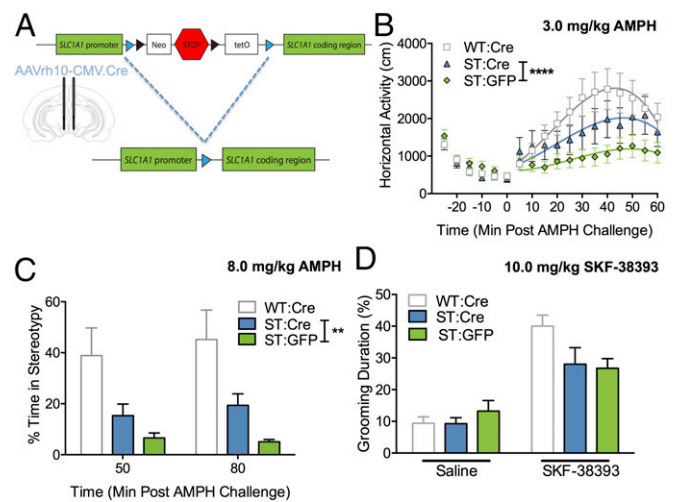 A
SLC1A1 promoter
Neo
STOP
tetO
SLC1A1 coding region
AAVrh10-CMV.Cre
SLC1A1 promoter
SLC1A1 coding region
B
3.0 mg/kg AMPH
Horizontal Activity (cm)
4000
3000
2000
1000
0
WT:Cre
ST:Cre
ST:GFP
****
-20 -10 0 10 20 30 40 50 60
Time (Min Post AMPH Challenge)
C
8.0 mg/kg AMPH
% Time in Stereotypy
60
40
20
0
WT:Cre
ST:Cre
ST:GFP
**
50 80
Time (Min Post AMPH Challenge)
D
10.0 mg/kg SKF-38393
Grooming Duration (%)
50
40
30
20
10
0
WT:Cre
ST:Cre
ST:GFP
Saline SKF-38393